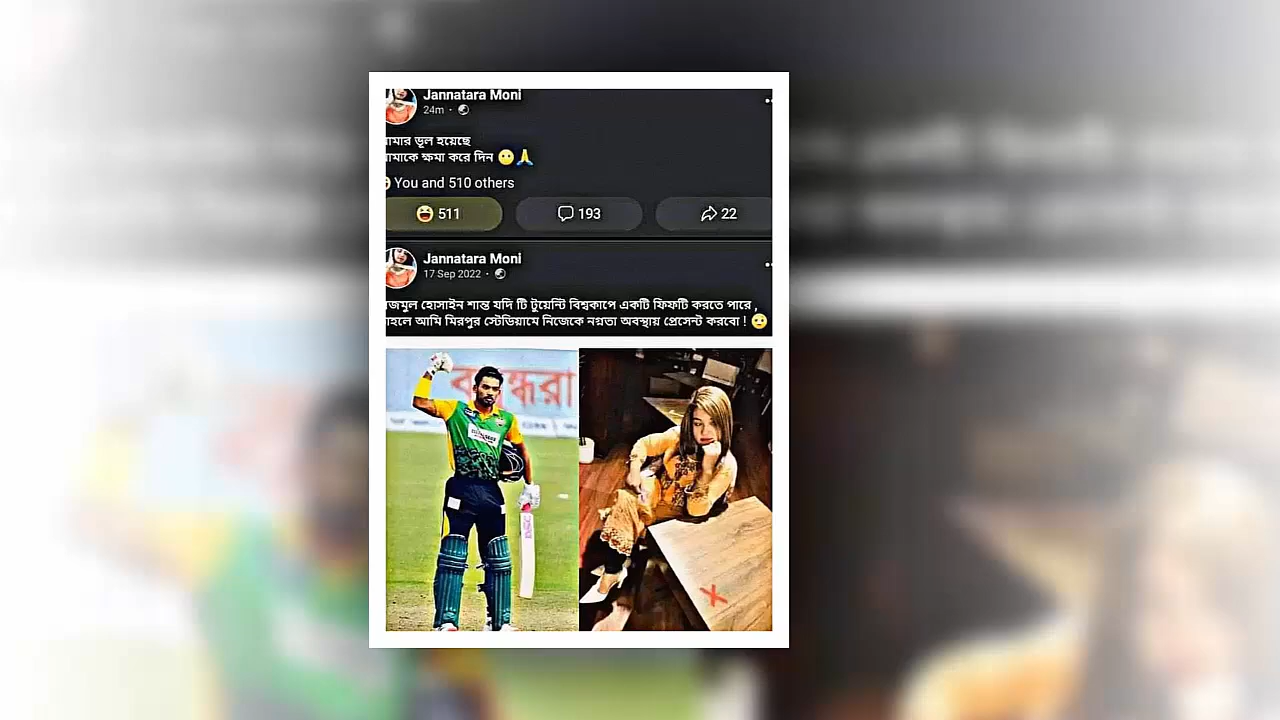 Jannatara Moni
24m ·
ামার ভূল হয়েছে
ামাকে ক্ষমা করে দিন 😶🙏
You and 510 others
511
193
22
Jannatara Moni
17 Sep 2022 ·
জমুল হোসাইন শান্ত যদি টি টুয়েন্টি বিশ্বকাপে একটি ফিফটি করতে পারে ,
াহলে আমি মিরপুর স্টেডিয়ামে নিজেকে নগ্নতা অবস্থায় প্রেসেন্ট করবো ! 😥